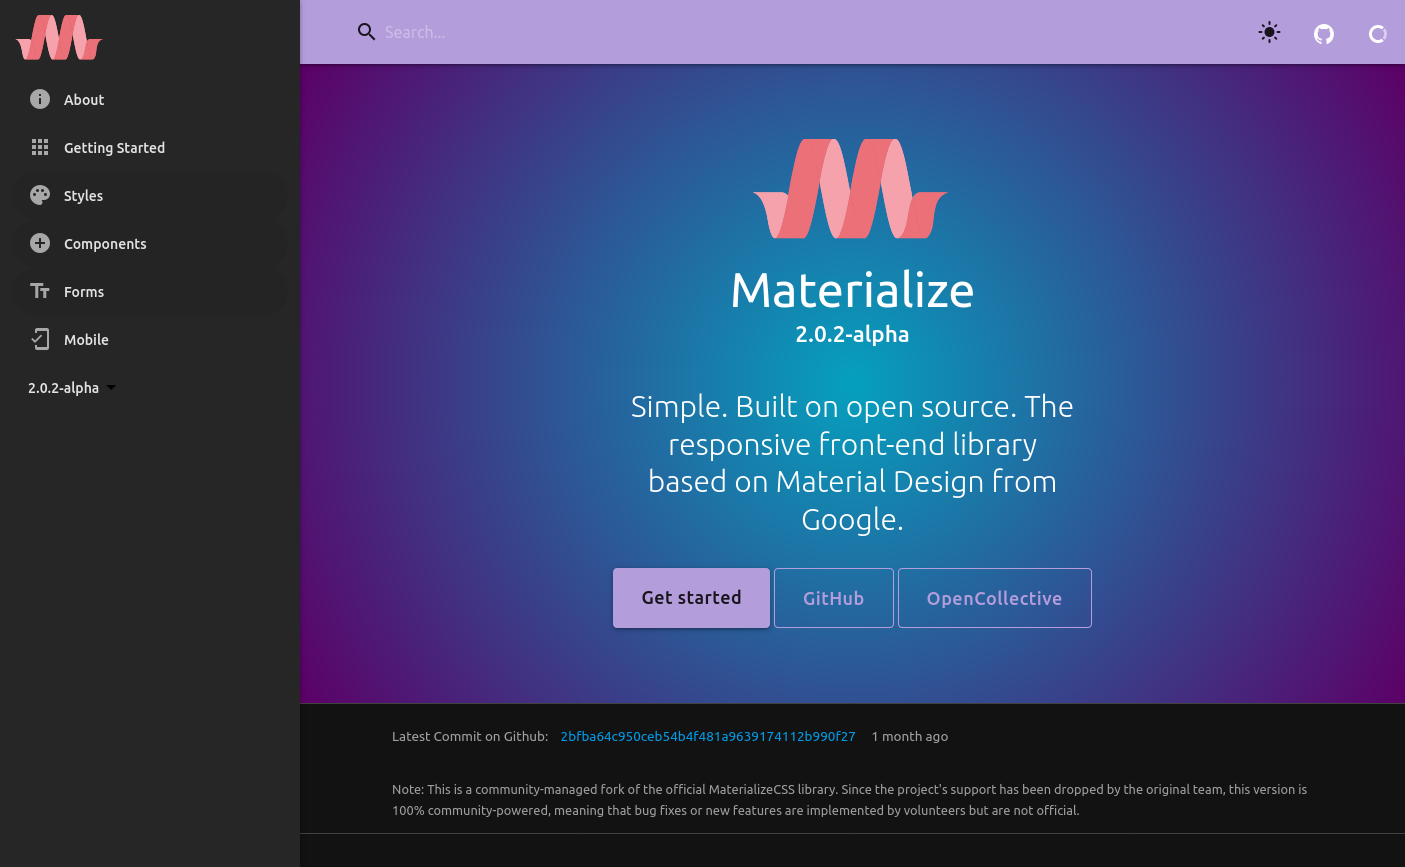 About
Getting Started
Styles
Components
Forms
Mobile
2.0.2-alpha
Search...
Materialize
2.0.2-alpha
Simple. Built on open source. The
responsive front-end library
based on Material Design from
Google.
Get started
GitHub
OpenCollective
Latest Commit on Github: 2bfba64c950ceb54b4f481a9639174112b990f27 1 month ago
Note: This is a community-managed fork of the official MaterializeCSS library. Since the project's support has been dropped by the original team, this version is
100% community-powered, meaning that bug fixes or new features are implemented by volunteers but are not official.